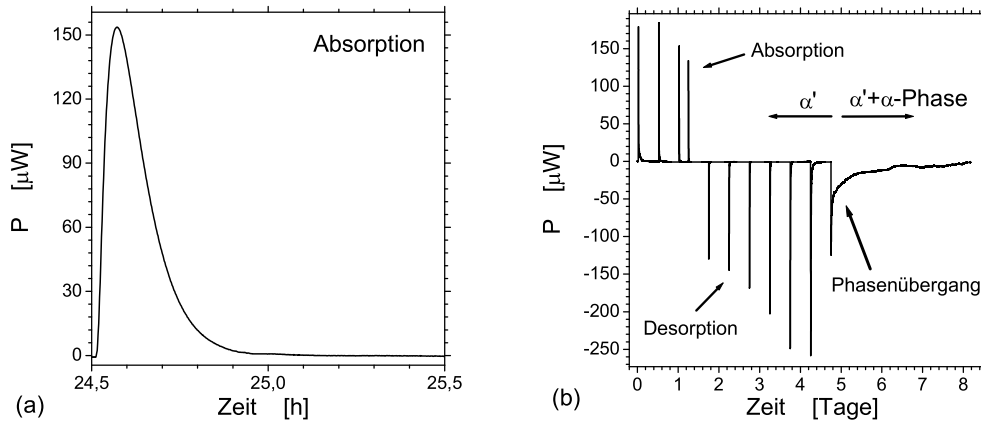 (a)
Absorption
150
120
90
60
30
0
P [µW]
24,5
25,0
25,5
Zeit [h]
(b)
150
100
50
0
-50
-100
-150
-200
-250
P [µW]
Absorption
α'
α'+α-Phase
Phasenübergang
Desorption
0 1 2 3 4 5 6 7 8
Zeit [Tage]